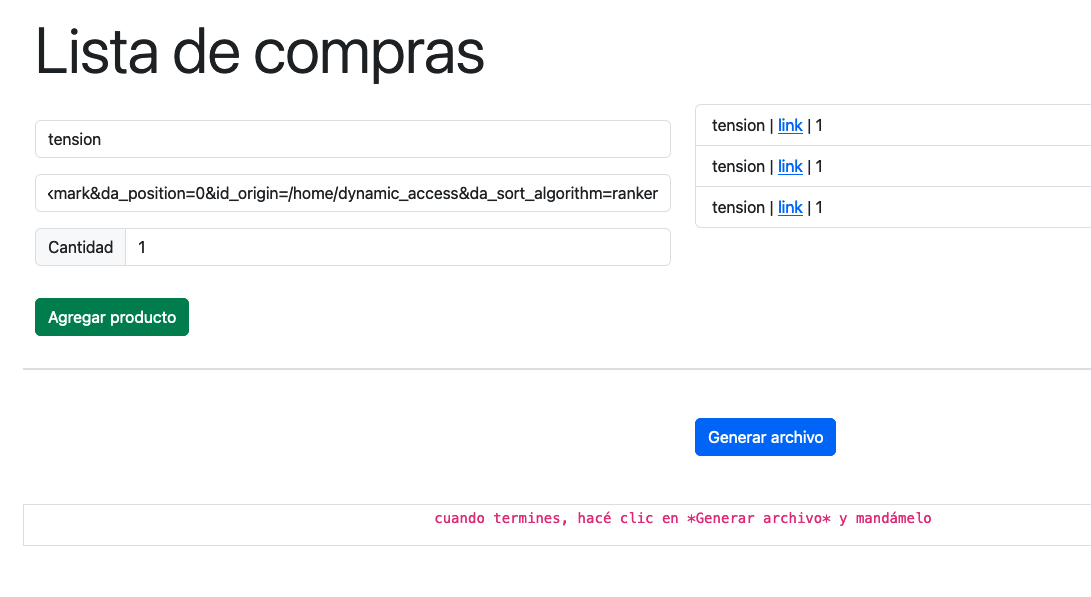 Lista de compras
tension
kmark&da_position=0&id_origin=/home/dynamic_access&da_sort_algorithm=ranker
Cantidad 1
Agregar producto
tension | link | 1
tension | link | 1
tension | link | 1
Generar archivo
cuando termines, hacé clic en *Generar archivo* y mandámelo